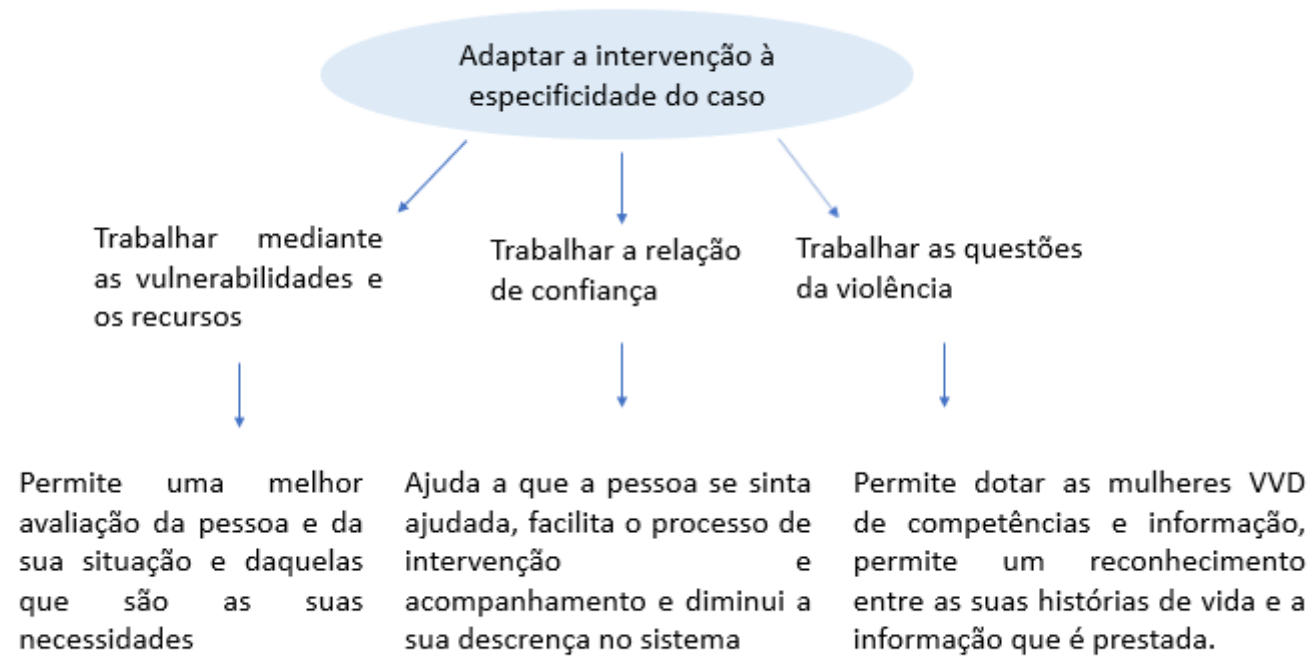 Adaptar a intervenção à
especificidade do caso
Trabalhar mediante
as vulnerabilidades e
os recursos
Trabalhar a relação
de confiança
Trabalhar as questões
da violência
Permite uma melhor
avaliação da pessoa e da
sua situação e daquelas
que são as suas
necessidades
Ajuda a que a pessoa se sinta
ajudada, facilita o processo de
intervenção e
acompanhamento e diminui a
sua descrença no sistema
Permite dotar as mulheres VVD
de competências e informação,
permite um reconhecimento
entre as suas histórias de vida e a
informação que é prestada.